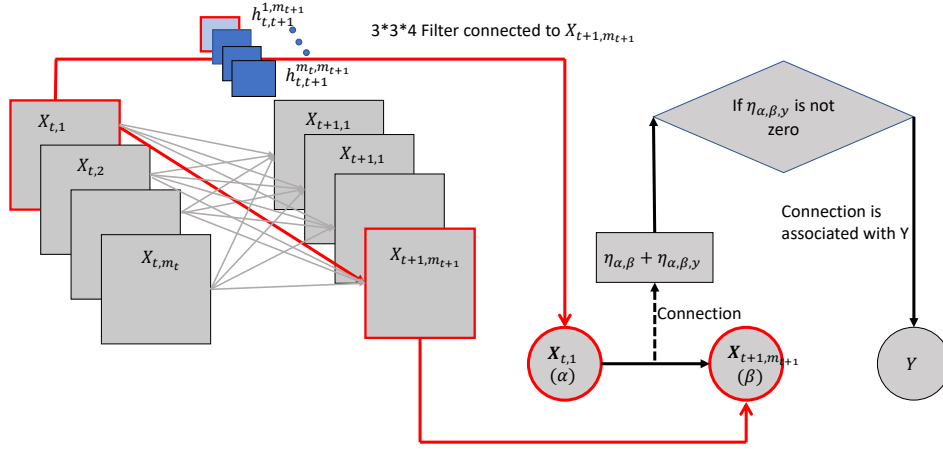 h_{t,t+1}^{1,m_{t+1}}
3*3*4 Filter connected to X_{t+1,m_{t+1}}
h_{t,t+1}^{m_t,m_{t+1}}
X_{t,1}
X_{t,2}
X_{t,m_t}
X_{t+1,1}
X_{t+1,1}
X_{t+1,m_{t+1}}
If η_{α,β,y} is not
zero
Connection is
associated with Y
η_{α,β} + η_{α,β,y}
Connection
X_{t,1}
(α)
X_{t+1,m_{t+1}}
(β)
Y